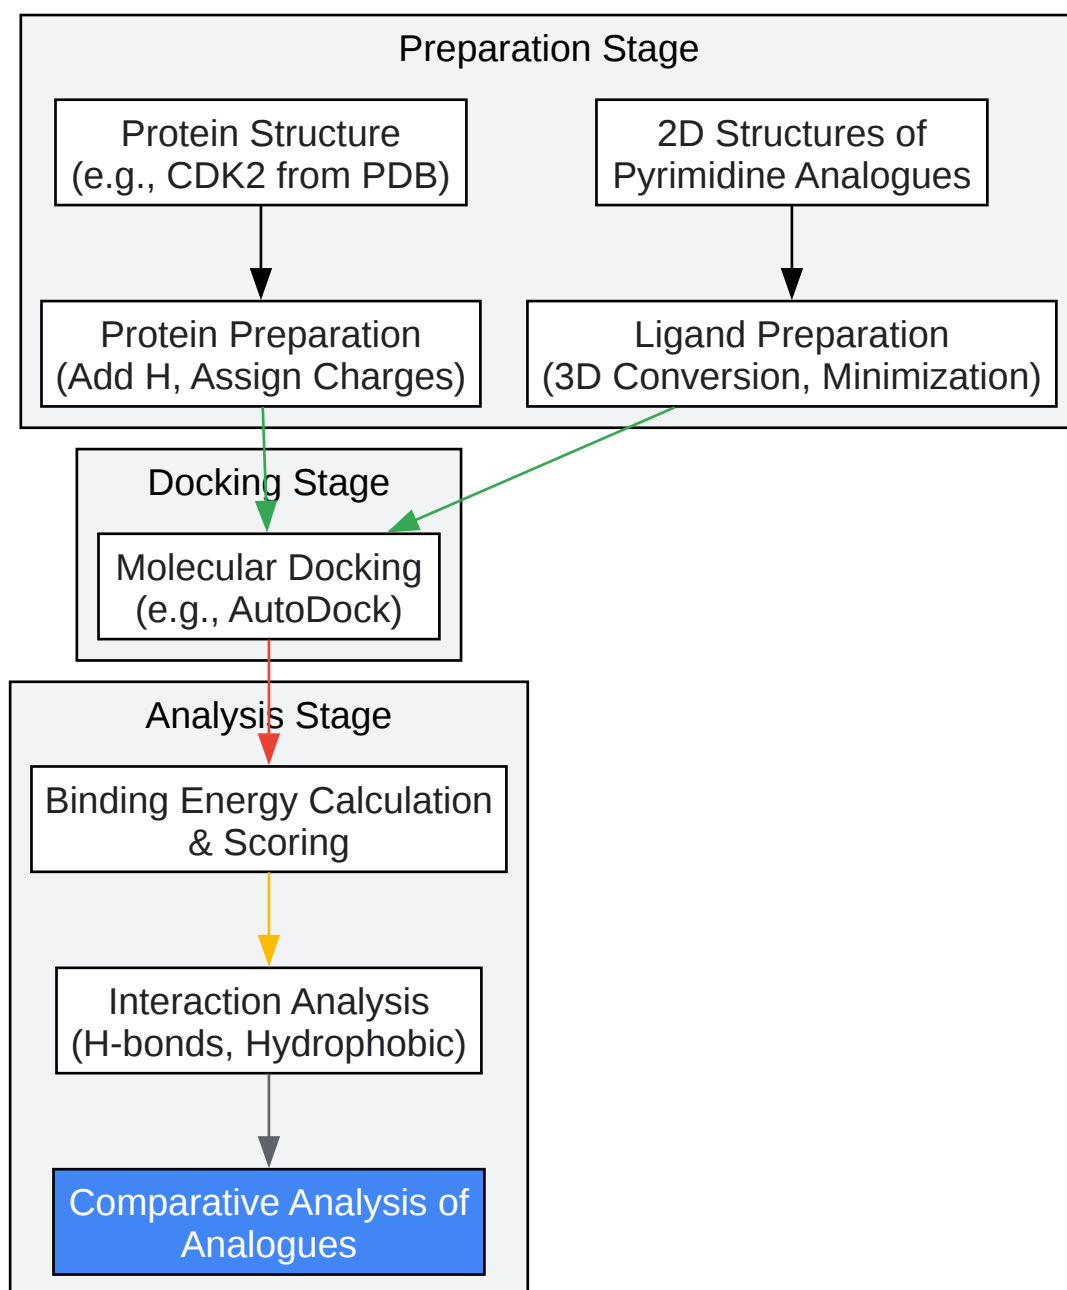 Preparation Stage
Protein Structure
(e.g., CDK2 from PDB)
2D Structures of
Pyrimidine Analogues
Protein Preparation
(Add H, Assign Charges)
Ligand Preparation
(3D Conversion, Minimization)
Docking Stage
Molecular Docking
(e.g., AutoDock)
Analysis Stage
Binding Energy Calculation
& Scoring
Interaction Analysis
(H-bonds, Hydrophobic)
Comparative Analysis of
Analogues